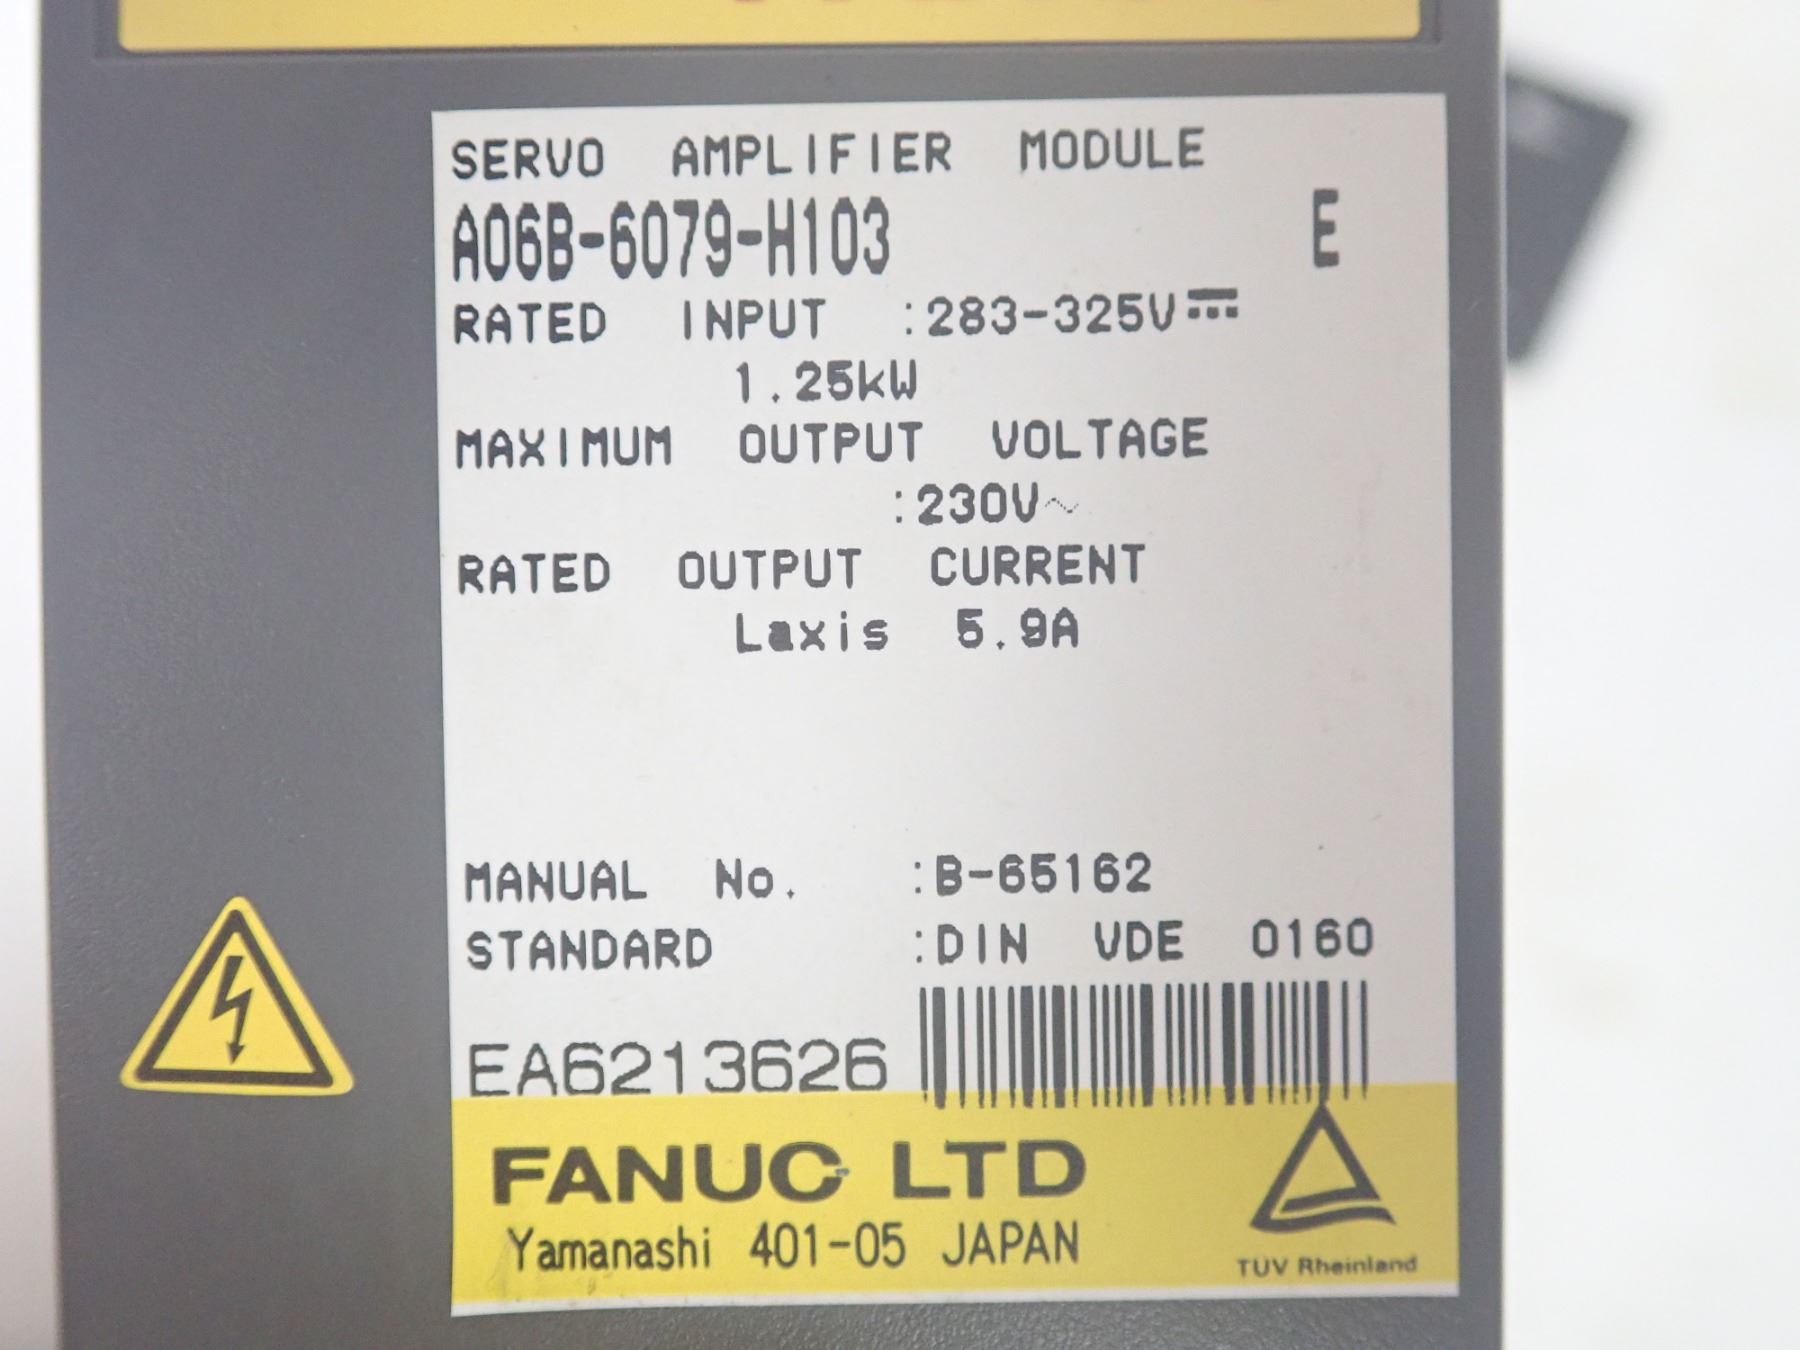 SERVO AMPLIFIER MODULE
A06B-6079-H103 E
RATED INPUT :283-325V⎓
1.25kW
MAXIMUM OUTPUT VOLTAGE
:230V~
RATED OUTPUT CURRENT
Laxis 5.9A
MANUAL No. :B-65162
STANDARD :DIN VDE 0160
EA6213626
FANUC LTD
Yamanashi 401-05 JAPAN
TUV Rheinland